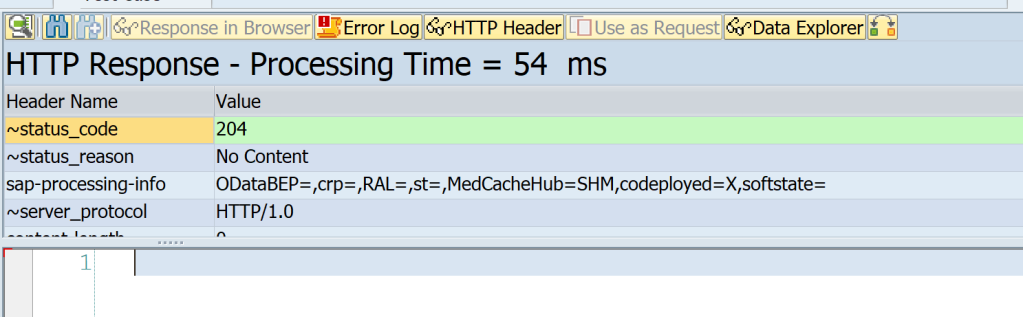 Response in Browser Error Log HTTP Header Use as Request Data Explorer
HTTP Response - Processing Time = 54 ms
Header Name Value
~status_code 204
~status_reason No Content
sap-processing-info ODataBEP=,crp=,RAL=,st=,MedCacheHub=SHM,codeployed=X,softstate=
~server_protocol HTTP/1.0
1